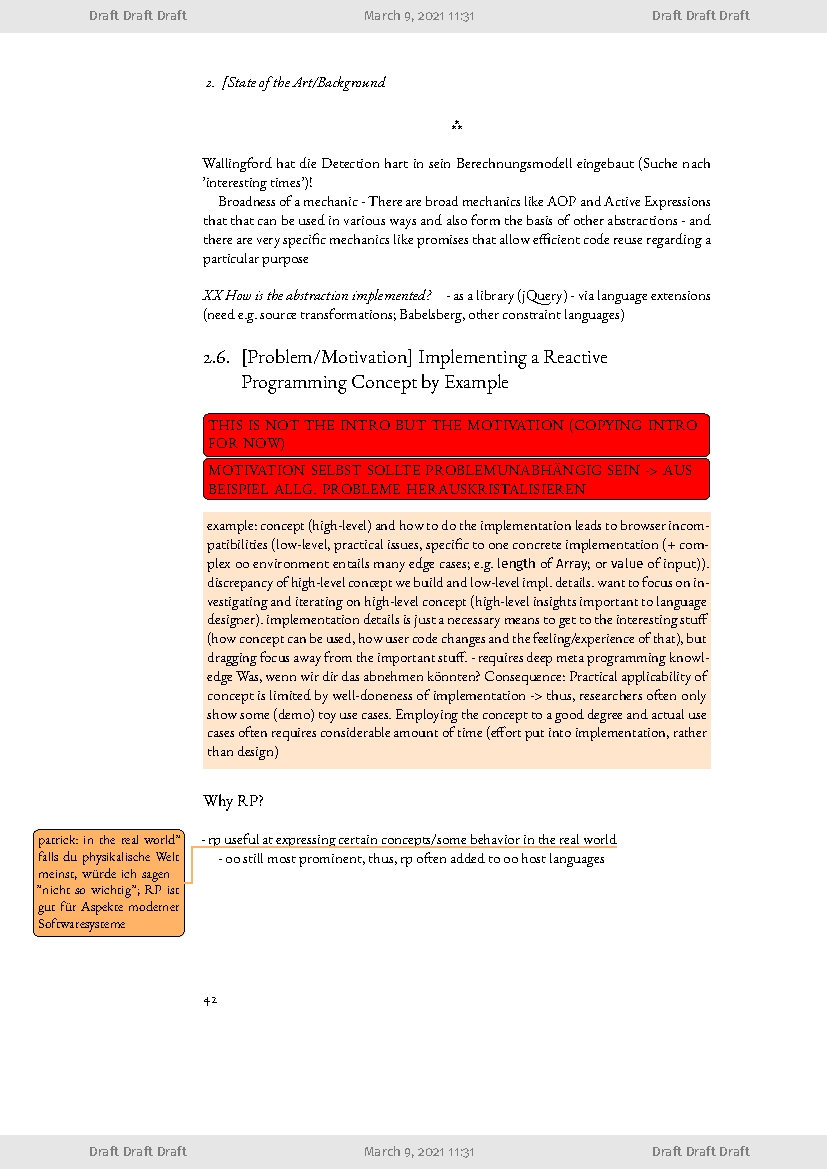 Draft Draft Draft March 9, 2021 11:31 Draft Draft Draft
2. [State of the Art/Background
⁂
Wallingford hat die Detection hart in sein Berechnungsmodell eingebaut (Suche nach
’interesting times’)!
Broadness of a mechanic - There are broad mechanics like AOP and Active Expressions
that that can be used in various ways and also form the basis of other abstractions - and
there are very specific mechanics like promises that allow efficient code reuse regarding a
particular purpose
XX How is the abstraction implemented? - as a library (jQuery) - via language extensions
(need e.g. source transformations; Babelsberg, other constraint languages)
2.6. [Problem/Motivation] Implementing a Reactive
Programming Concept by Example
THIS IS NOT THE INTRO BUT THE MOTIVATION (COPYING INTRO
FOR NOW)
MOTIVATION SELBST SOLLTE PROBLEMUNABHÄNGIG SEIN -> AUS
BEISPIEL ALLG. PROBLEME HERAUSKRISTALISIEREN
example: concept (high-level) and how to do the implementation leads to browser incom-
patibilities (low-level, practical issues, specific to one concrete implementation (+ com-
plex oo environment entails many edge cases; e.g. length of Array; or value of input)).
discrepancy of high-level concept we build and low-level impl. details. want to focus on in-
vestigating and iterating on high-level concept (high-level insights important to language
designer). implementation details is just a necessary means to get to the interesting stuff
(how concept can be used, how user code changes and the feeling/experience of that), but
dragging focus away from the important stuff. - requires deep meta programming knowl-
edge Was, wenn wir dir das abnehmen könnten? Consequence: Practical applicability of
concept is limited by well-doneness of implementation -> thus, researchers often only
show some (demo) toy use cases. Employing the concept to a good degree and actual use
cases often requires considerable amount of time (effort put into implementation, rather
than design)
Why RP?
- rp useful at expressing certain concepts/some behavior in the real world
- oo still most prominent, thus, rp often added to oo host languages
patrick: in the real world”
falls du physikalische Welt
meinst, würde ich sagen
”nicht so wichtig”; RP ist
gut für Aspekte moderner
Softwaresysteme
42
Draft Draft Draft March 9, 2021 11:31 Draft Draft Draft